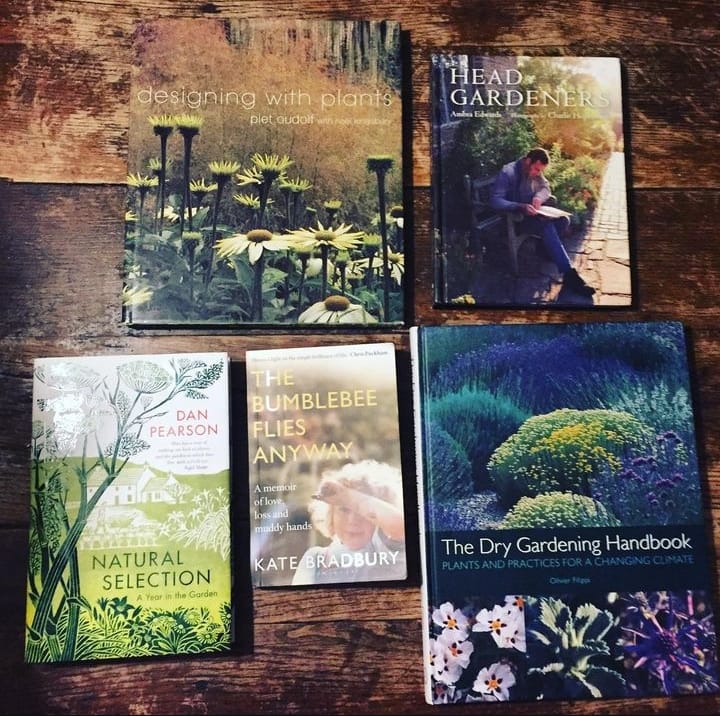 designing with plants
piet oudolf with noel kingsbury
HEAD
GARDENERS
Ambra Edwards
Charlie
DAN
PEARSON
NATURAL
SELECTION
A Year in the Garden
Chris Packham
THE
BUMBLEBEE
FLIES
ANYWAY
A memoir
of love,
loss and
muddy hands
KATE BRADBURY
The Dry Gardening Handbook
PLANTS AND PRACTICES FOR A CHANGING CLIMATE
Olivier Filippi